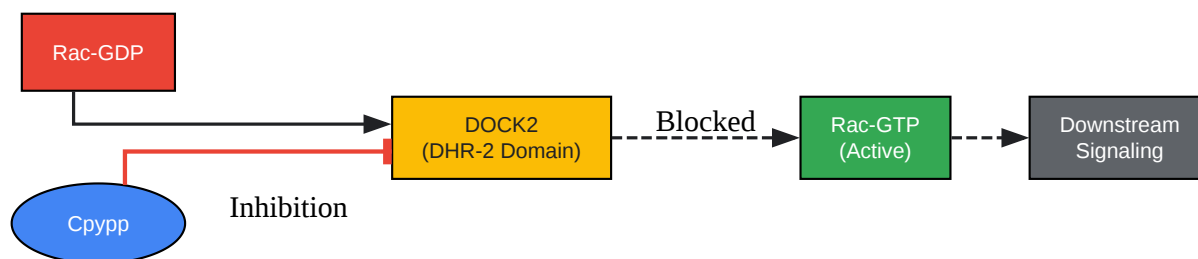 Rac-GDP
DOCK2
(DHR-2 Domain)
Blocked
Rac-GTP
(Active)
Downstream
Signaling
Inhibition
Cpypp